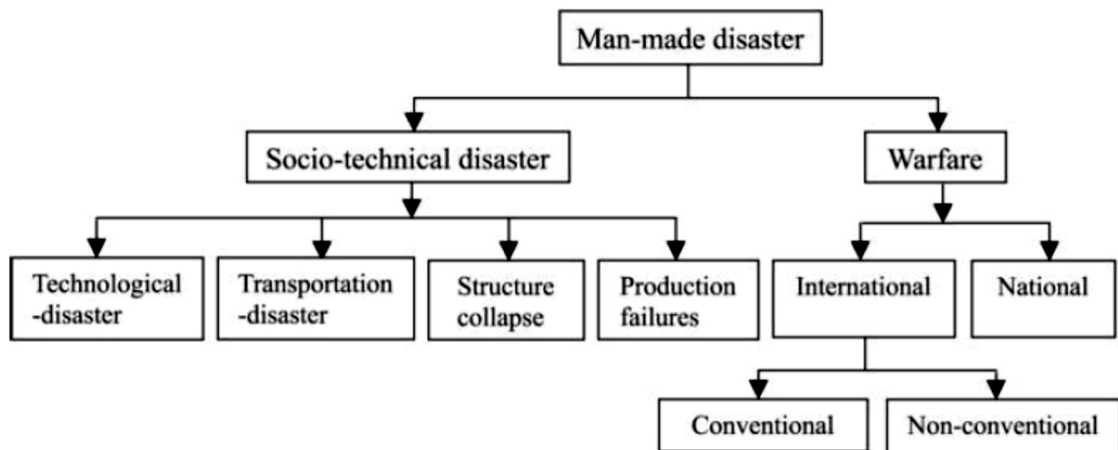 Man-made disaster
Socio-technical disaster
Warfare
Technological
-disaster
Transportation
-disaster
Structure
collapse
Production
failures
International
National
Conventional
Non-conventional